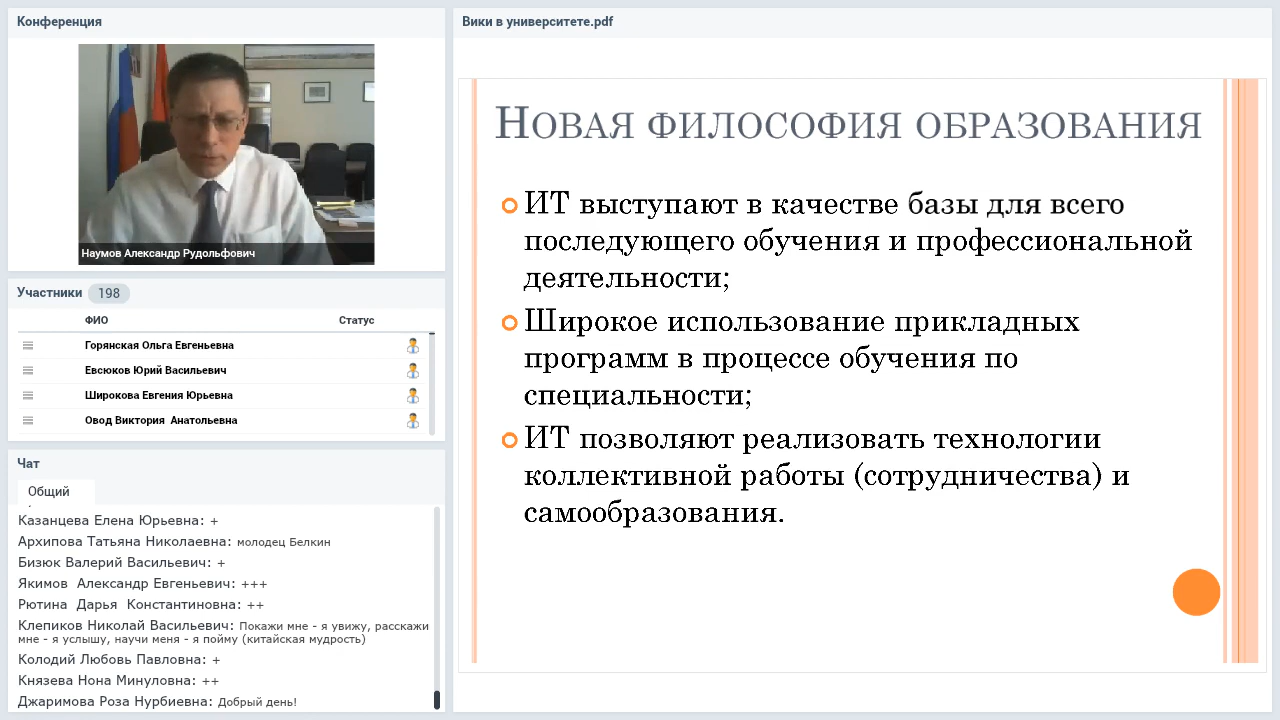 Конференция
Наумов Александр Рудольфович
Участники 198
ФИО Статус
Горянская Ольга Евгеньевна
Евсюков Юрий Васильевич
Широкова Евгения Юрьевна
Овод Виктория Анатольевна
Чат
Общий
Казанцева Елена Юрьевна: +
Архипова Татьяна Николаевна: молодец Белкин
Бизюк Валерий Васильевич: +
Якимов Александр Евгеньевич: +++
Рютина Дарья Константиновна: ++
Клепиков Николай Васильевич: Покажи мне - я увижу, расскажи
мне - я услышу, научи меня - я пойму (китайская мудрость)
Колодий Любовь Павловна: +
Князева Нона Минуловна: ++
Джаримова Роза Нурбиевна: Добрый день!
Вики в университете.pdf
НОВАЯ ФИЛОСОФИЯ ОБРАЗОВАНИЯ
ИТ выступают в качестве базы для всего
последующего обучения и профессиональной
деятельности;
Широкое использование прикладных
программ в процессе обучения по
специальности;
ИТ позволяют реализовать технологии
коллективной работы (сотрудничества) и
самообразования.